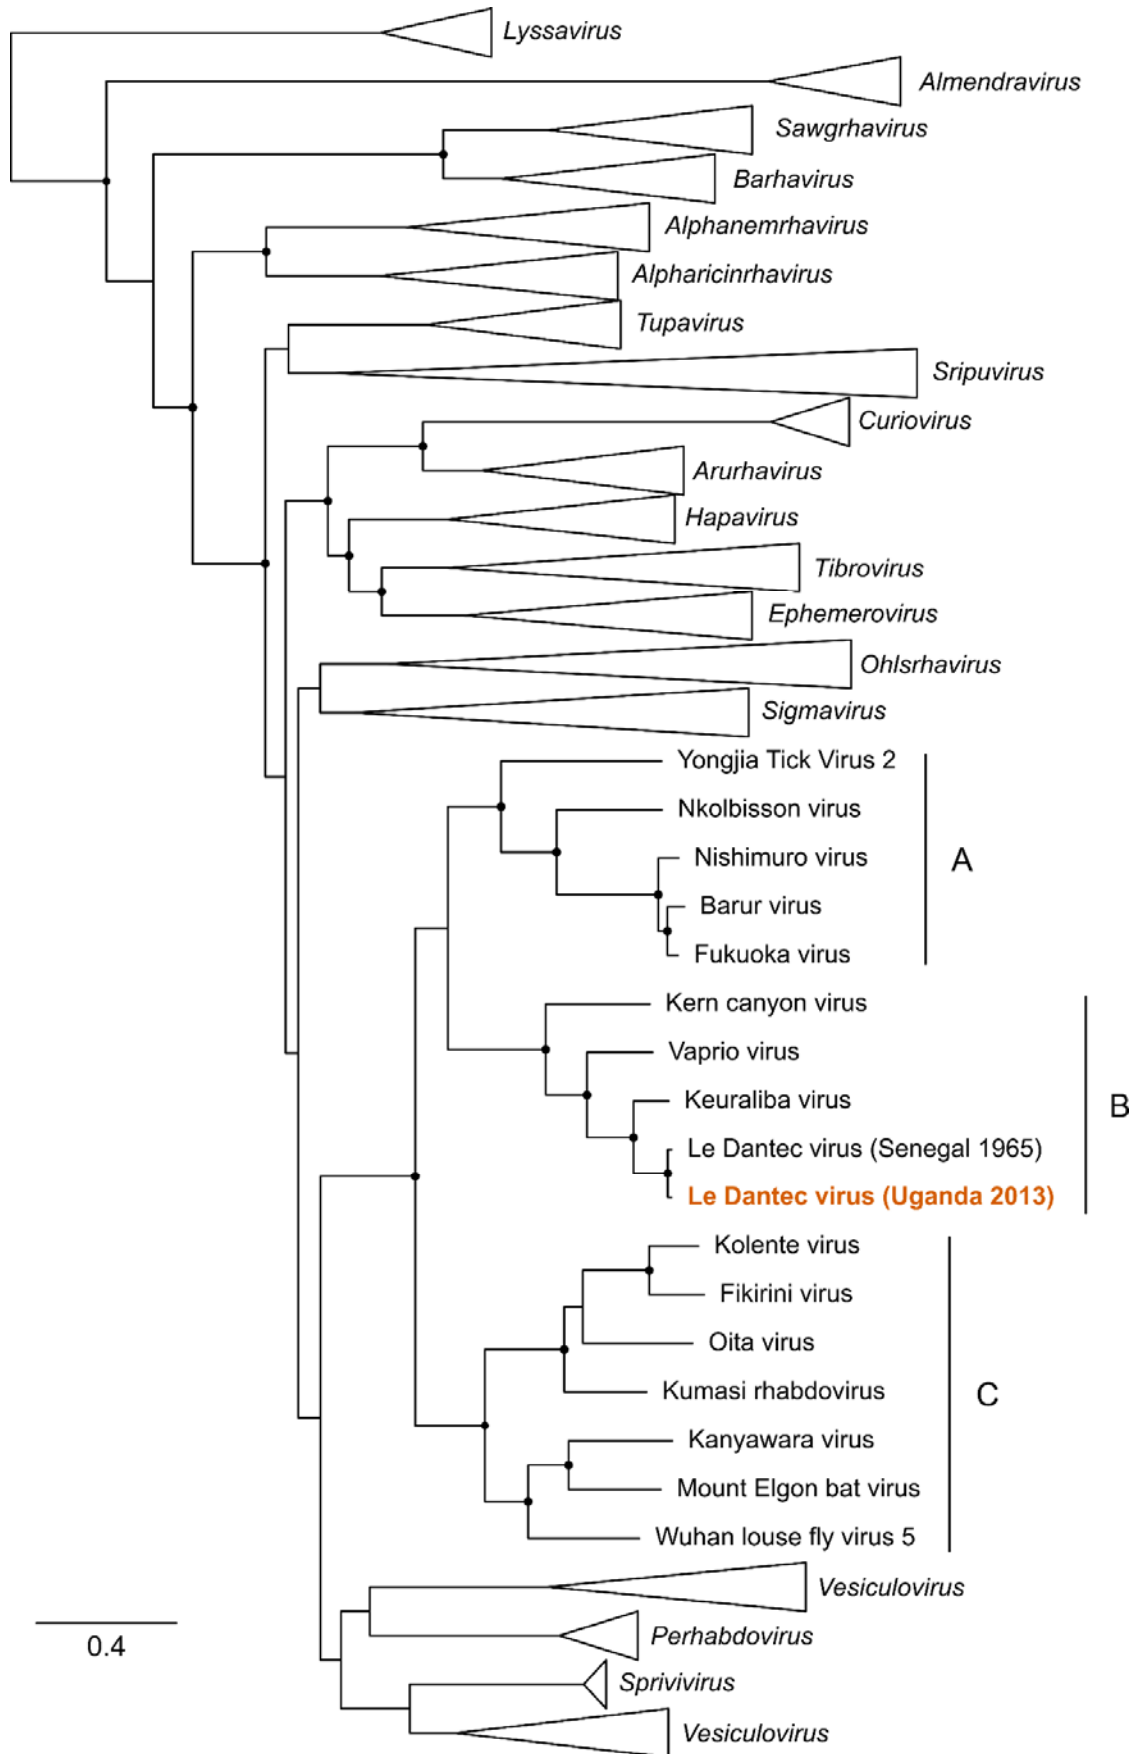 Lyssavirus
Almendravirus
Sawgrhavirus
Barhavirus
Alphanemrhavirus
Alpharicinrhavirus
Tupavirus
Sripuvirus
Curiovirus
Arurhavirus
Hapavirus
Tibrovirus
Ephemerovirus
Ohlsrhavirus
Sigmavirus
Yongjia Tick Virus 2
Nkolbisson virus
Nishimuro virus
A
Barur virus
Fukuoka virus
Kern canyon virus
Vaprio virus
Keuraliba virus
B
Le Dantec virus (Senegal 1965)
Le Dantec virus (Uganda 2013)
Kolente virus
Fikirini virus
Oita virus
Kumasi rhabdovirus
C
Kanyawara virus
Mount Elgon bat virus
Wuhan louse fly virus 5
Vesiculovirus
Perhabdovirus
0.4
Sprivivirus
Vesiculovirus